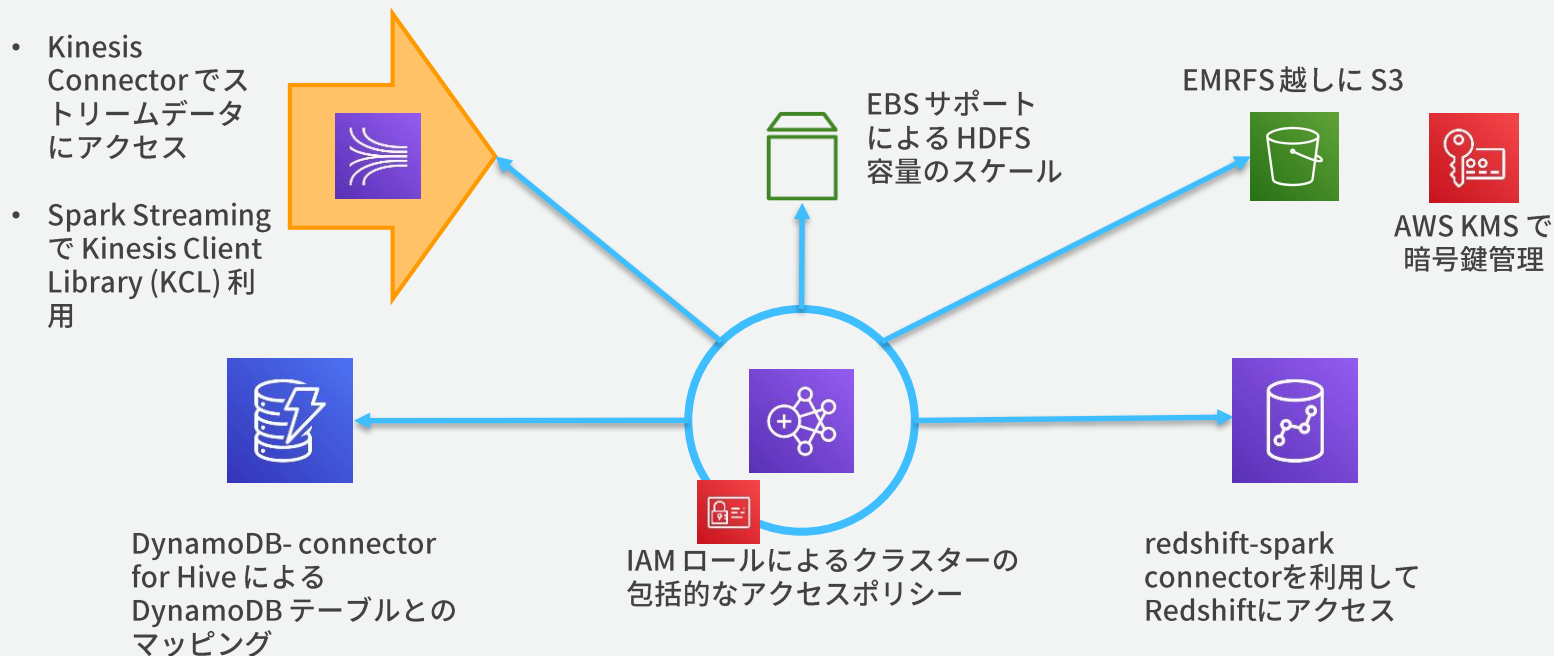 • Kinesis
Connector でス
トリームデータ
にアクセス
• Spark Streaming
で Kinesis Client
Library (KCL) 利
用
EBS サポート
による HDFS
容量のスケール
EMRFS 越しに S3
AWS KMS で
暗号鍵管理
DynamoDB- connector
for Hive による
DynamoDB テーブルとの
マッピング
IAM ロールによるクラスターの
包括的なアクセスポリシー
redshift-spark
connectorを利用して
Redshiftにアクセス